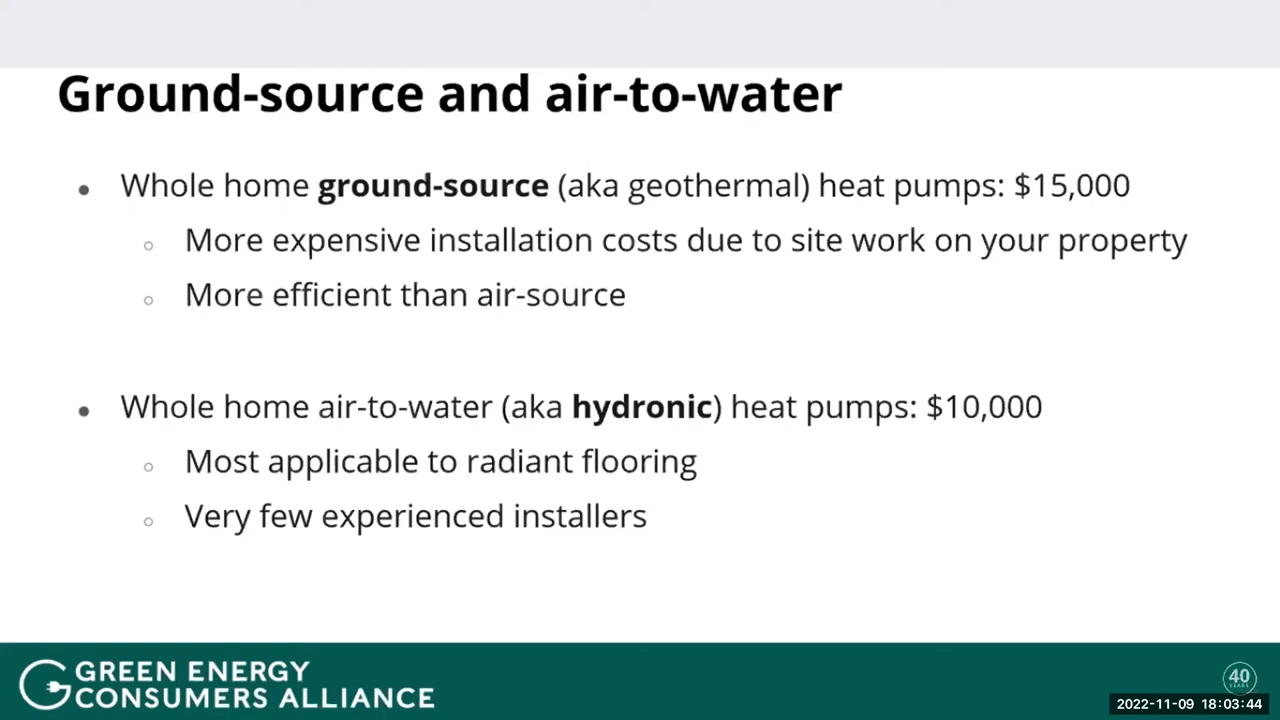 Ground-source and air-to-water
● Whole home ground-source (aka geothermal) heat pumps: $15,000
○ More expensive installation costs due to site work on your property
○ More efficient than air-source
● Whole home air-to-water (aka hydronic) heat pumps: $10,000
○ Most applicable to radiant flooring
○ Very few experienced installers
GREEN ENERGY
CONSUMERS ALLIANCE
40
YEARS
2022-11-09 18:03:44